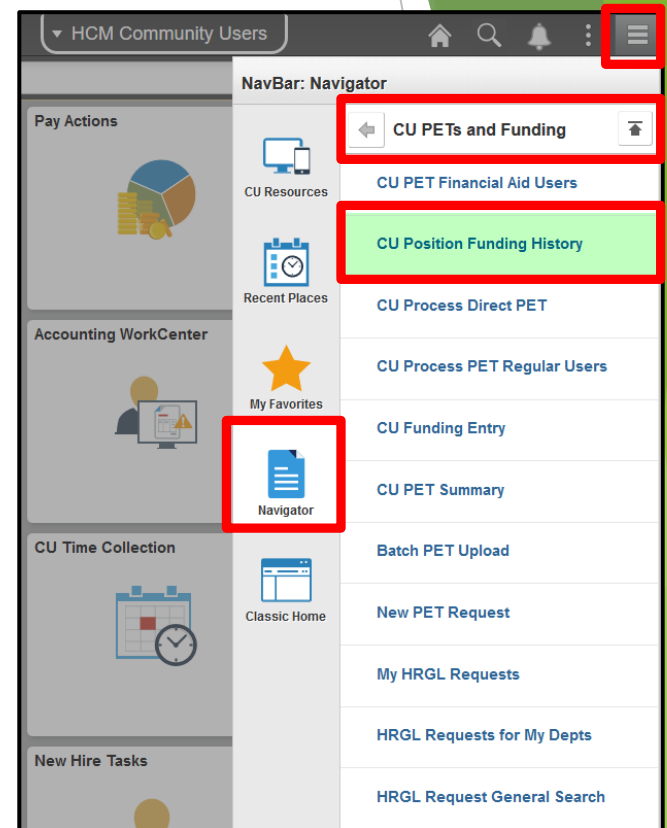 HCM Community Users
NavBar: Navigator
Pay Actions
Accounting WorkCenter
CU Time Collection
New Hire Tasks
CU Resources
Recent Places
My Favorites
Navigator
Classic Home
CU PETs and Funding
CU PET Financial Aid Users
CU Position Funding History
CU Process Direct PET
CU Process PET Regular Users
CU Funding Entry
CU PET Summary
Batch PET Upload
New PET Request
My HRGL Requests
HRGL Requests for My Depts
HRGL Request General Search